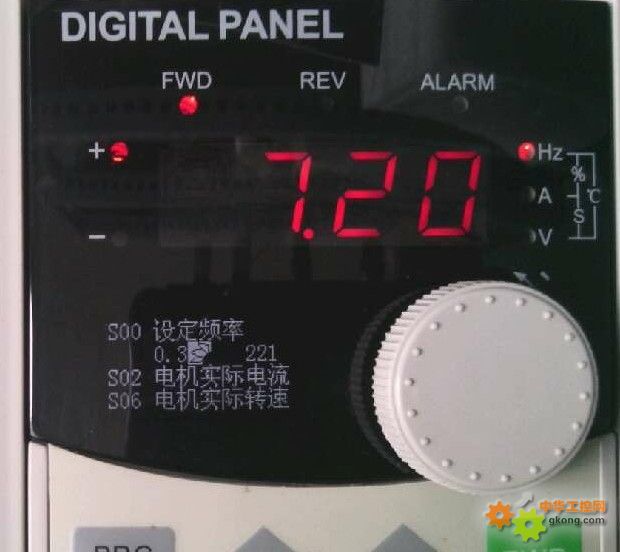 DIGITAL PANEL
FWD REV ALARM
+ 7.20 Hz
%
A ℃
S
− V
S00 设定频率
0.3 221
S02 电机实际电流
S06 电机实际转速
中华工控网
gkong.com
PRG